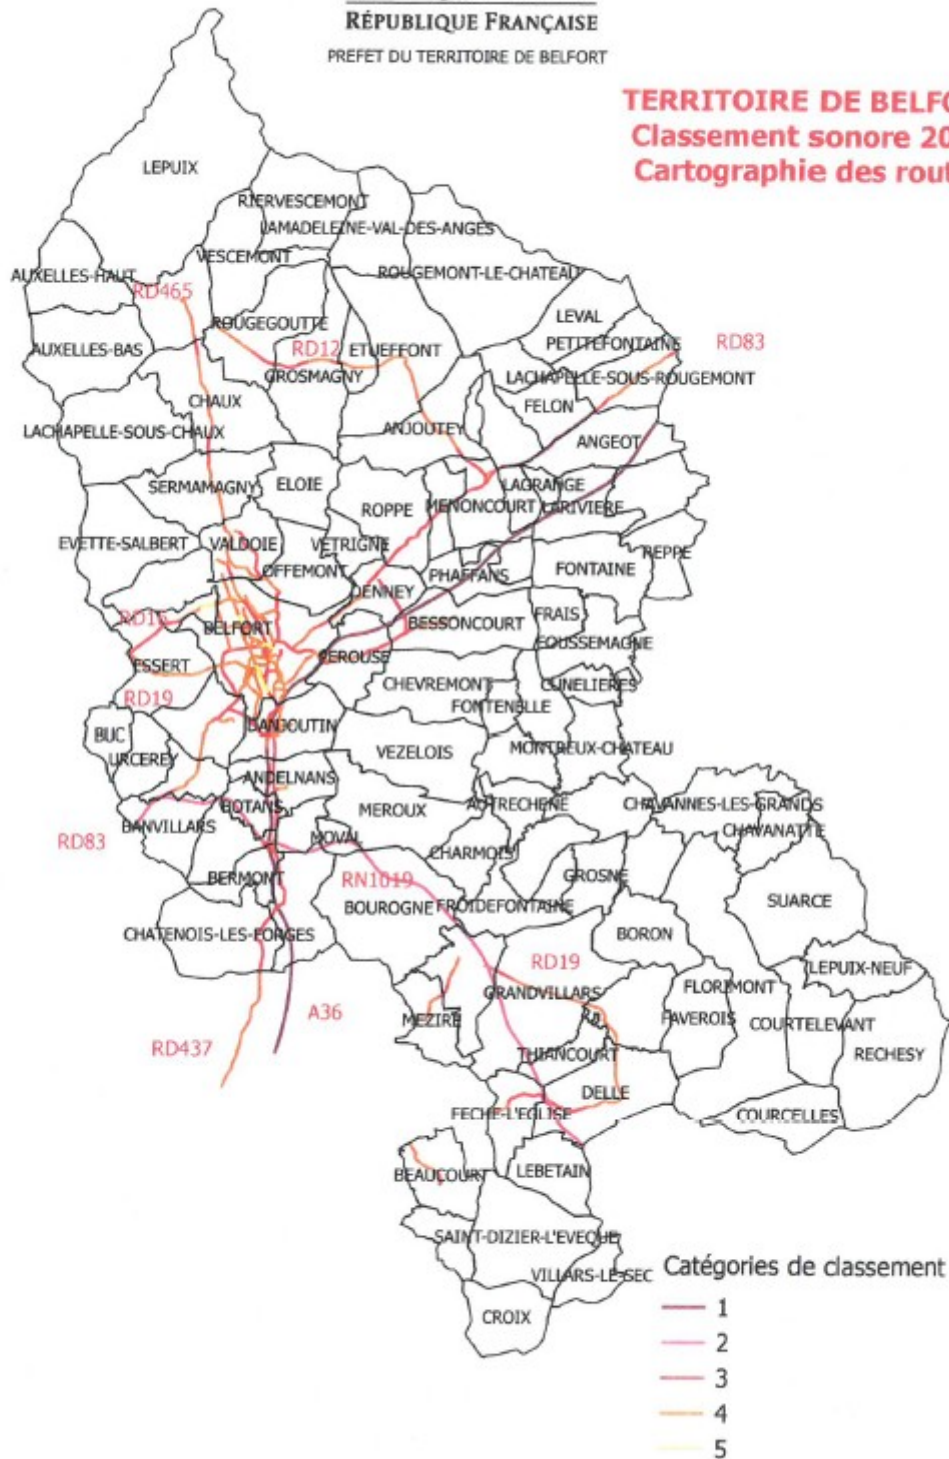 RÉPUBLIQUE FRANÇAISE
PREFET DU TERRITOIRE DE BELFORT
TERRITOIRE DE BELFO
Classement sonore 20
Cartographie des rout
LEPUIX
RIERVESCEMONT
LAMADELEINE-VAL-DES-ANGES
VESCEMONT
AUXELLES-HAUT
ROUGEMONT-LE-CHATEAU
RD465
LEVAL
ROUGEGOUTTE
PETITEFONTAINE
RD83
AUXELLES-BAS
RD12
ETUEFFONT
GROSMAGNY
LACHAPELLE-SOUS-ROUGEMONT
CHAUX
FELON
LACHAPELLE-SOUS-CHAUX
ANJOUTEY
ANGEOT
SERMAMAGNY
ELOIE
LAGRANGE
ROPPE
MENONCOURT
LARIVIERE
EVETTE-SALBERT
VALDOIE
VETRIGNE
REPPE
OFFEMONT
PHAFFANS
FONTAINE
DENNEY
RD16
BELFORT
BESSONCOURT
FRAIS
FOUSSEMAGNE
ESSERT
PEROUSE
CHEVREMONT
CUNELIERES
RD19
FONTENELLE
BUC
DANJOUTIN
URCEREY
VEZELOIS
MONTREUX-CHATEAU
ANDELNANS
BOTANS
MEROUX
AUTRECHENE
CHAVANNES-LES-GRANDS
BANVILLARS
CHAVANATTE
RD83
MOVAL
CHARMOIS
BERMONT
RN1019
GROSNE
SUARCE
BOUROGNE
FROIDEFONTAINE
CHATENOIS-LES-FORGES
BORON
RD19
LEPUIX-NEUF
GRANDVILLARS
FLORIMONT
A36
MEZIRE
FAVEROIS
COURTELEVANT
RD437
THIANCOURT
RECHESY
DELLE
FECHE-L'EGLISE
COURCELLES
BEAUCOURT
LEBETAIN
SAINT-DIZIER-L'EVEQUE
VILLARS-LE-SEC
CROIX
Catégories de classement
1
2
3
4
5